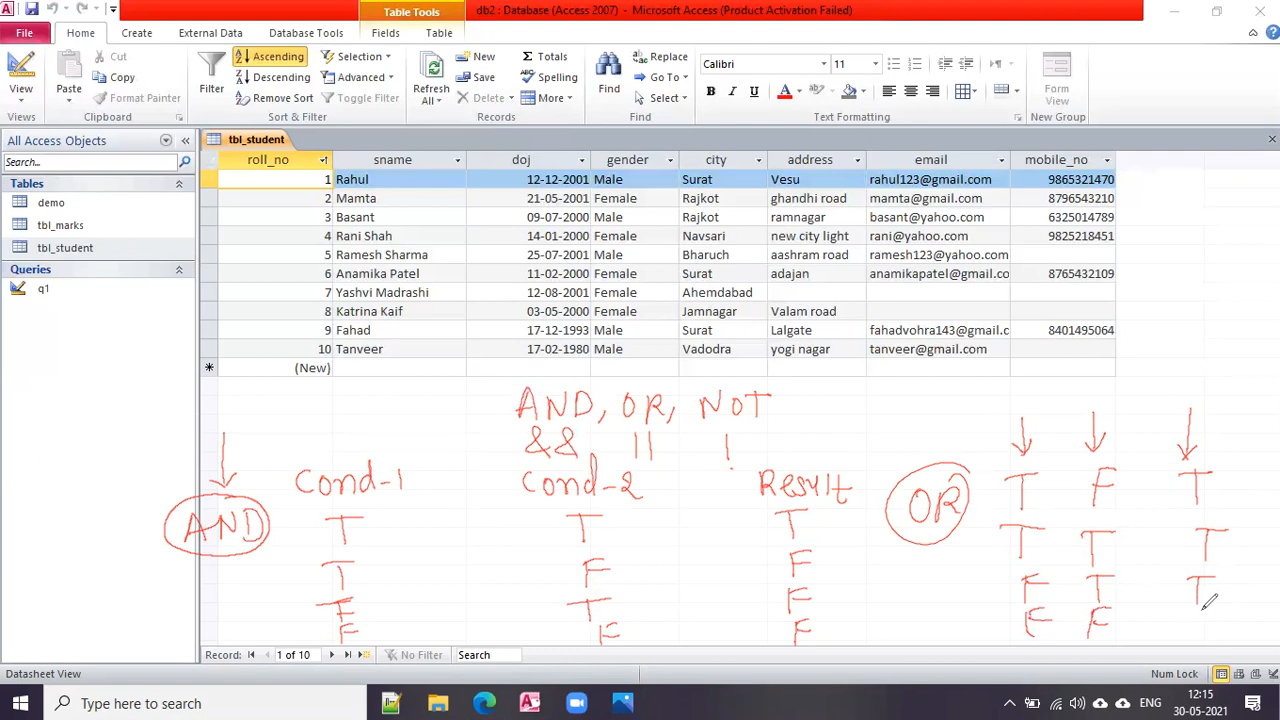 db2 : Database (Access 2007) - Microsoft Access (Product Activation Failed)
Table Tools
File Home Create External Data Database Tools Fields Table
View Paste Cut Copy Format Painter Filter Ascending Descending Remove Sort Selection Advanced Toggle Filter Refresh All New Save Delete Totals Spelling More Find Replace Go To Select Calibri 11 B I U A Form View
Views Clipboard Sort & Filter Records Find Text Formatting New Group
All Access Objects
Search...
Tables
demo
tbl_marks
tbl_student
Queries
q1
tbl_student
roll_no sname doj gender city address email mobile_no
1 Rahul 12-12-2001 Male Surat Vesu rahul123@gmail.com 9865321470
2 Mamta 21-05-2001 Female Rajkot ghandhi road mamta@gmail.com 8796543210
3 Basant 09-07-2000 Male Rajkot ramnagar basant@yahoo.com 6325014789
4 Rani Shah 14-01-2000 Female Navsari new city light rani@yahoo.com 9825218451
5 Ramesh Sharma 25-07-2001 Male Bharuch aashram road ramesh123@yahoo.com
6 Anamika Patel 11-02-2000 Female Surat adajan anamikapatel@gmail.co 8765432109
7 Yashvi Madrashi 12-08-2001 Female Ahemdabad
8 Katrina Kaif 03-05-2000 Female Jamnagar Valam road
9 Fahad 17-12-1993 Male Surat Lalgate fahadvohra143@gmail.c 8401495064
10 Tanveer 17-02-1980 Male Vadodra yogi nagar tanveer@gmail.com
(New)
AND, OR, NOT
&&, || !
Cond-1 Cond-2 Result
AND T T T
T F F
F T F
F F F
OR T F T
T T T
F T T
F F
Record: 1 of 10 No Filter Search
Datasheet View Num Lock
Type here to search
ENG
12:15
30-05-2021